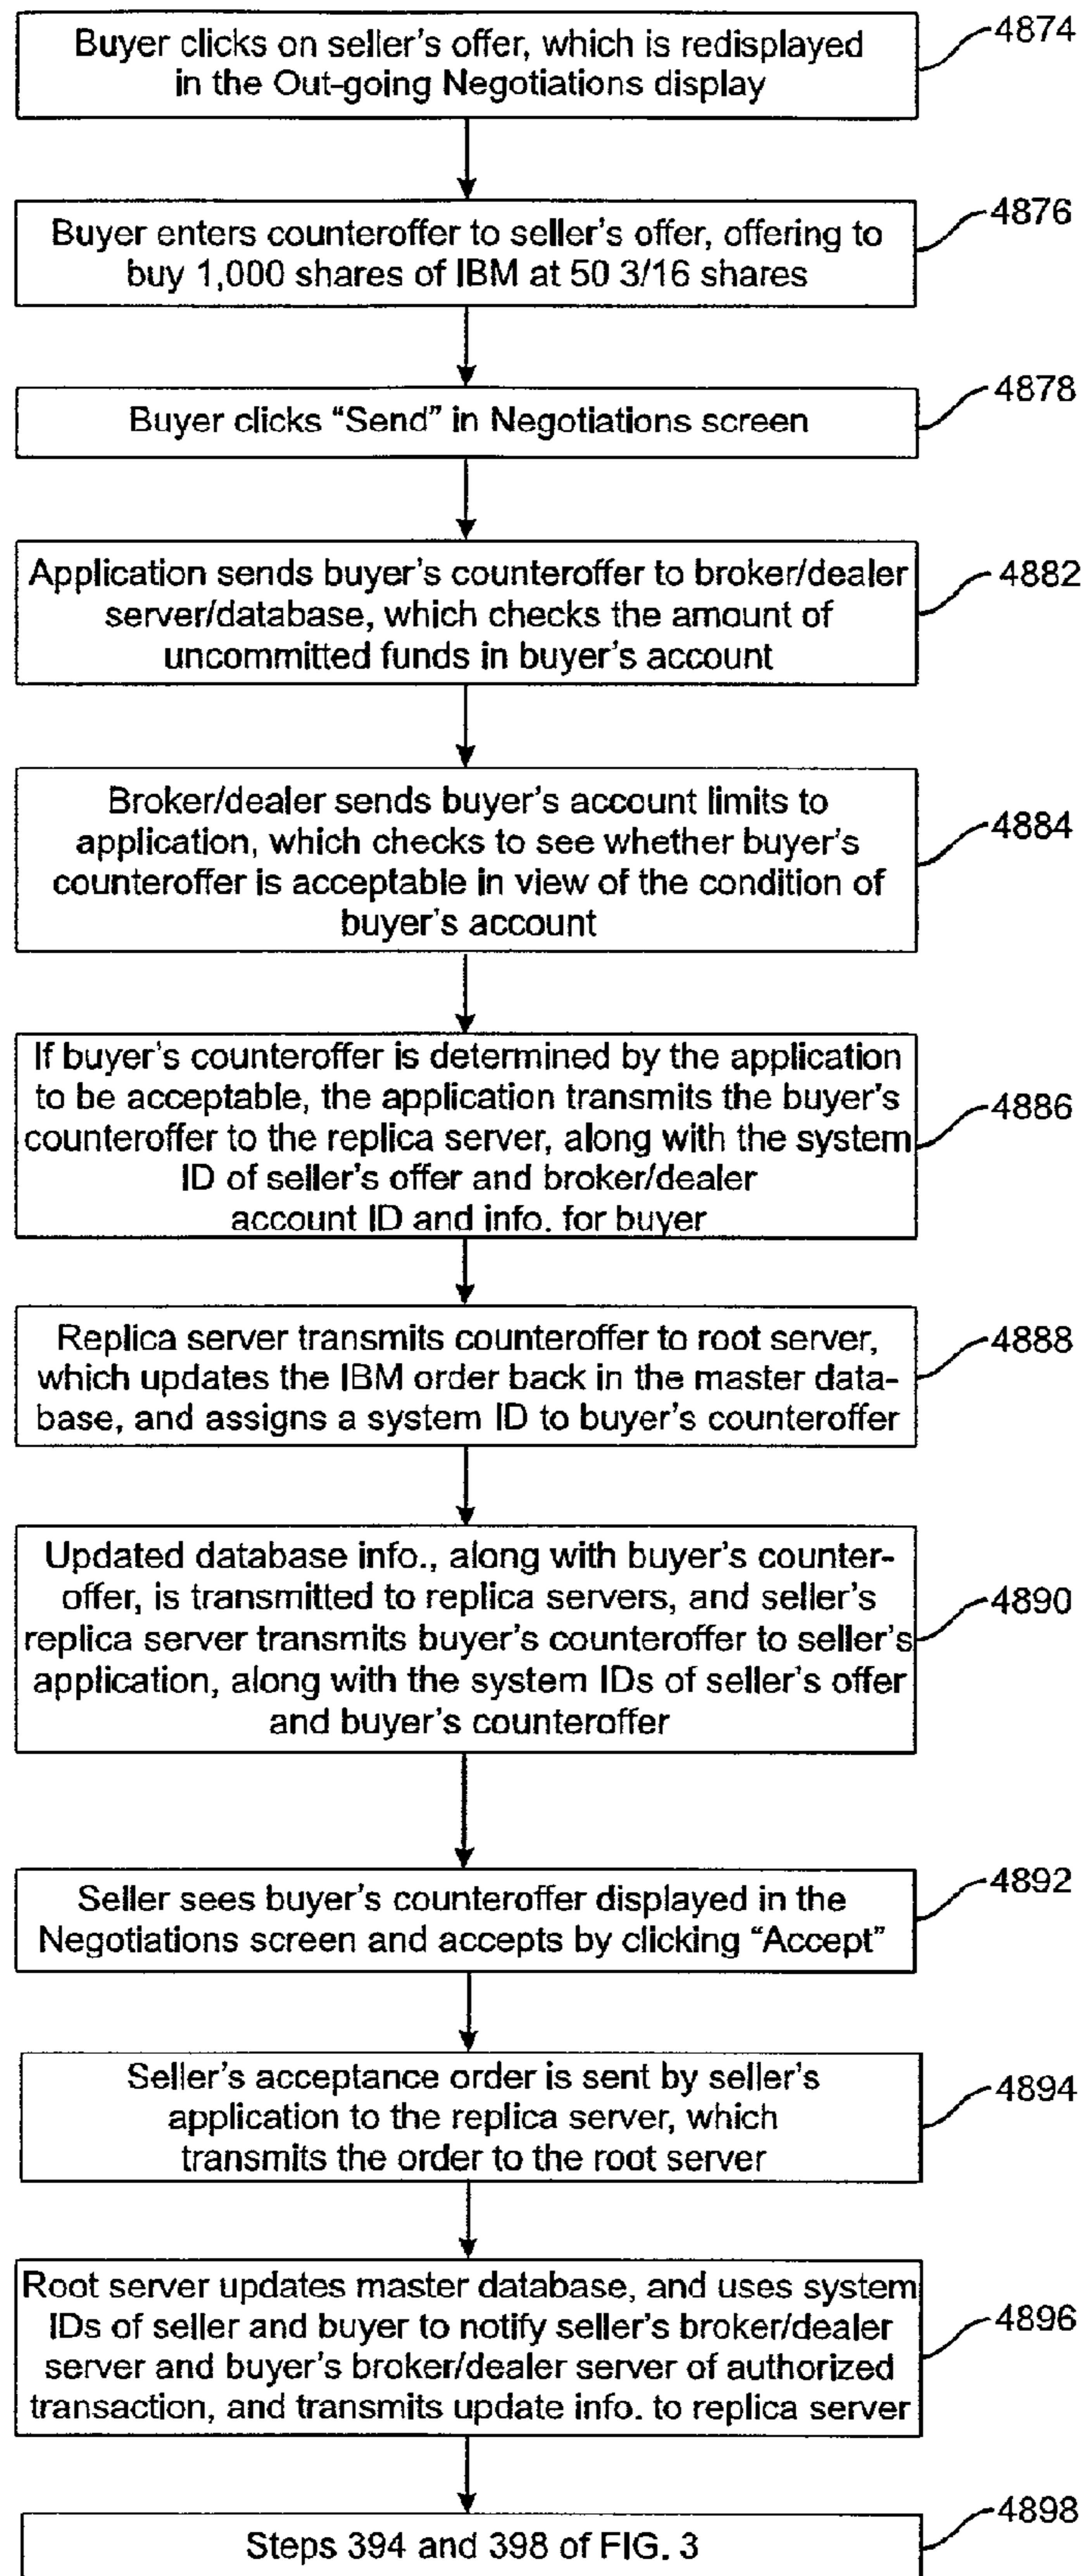 Buyer clicks on seller's offer, which is redisplayed
in the Out-going Negotiations display
4874
Buyer enters counteroffer to seller's offer, offering to
buy 1,000 shares of IBM at 50 3/16 shares
4876
Buyer clicks “Send” in Negotiations screen
4878
Application sends buyer's counteroffer to broker/dealer
server/database, which checks the amount of
uncommitted funds in buyer's account
4882
Broker/dealer sends buyer's account limits to
application, which checks to see whether buyer's
counteroffer is acceptable in view of the condition of
buyer's account
4884
If buyer's counteroffer is determined by the application
to be acceptable, the application transmits the buyer's
counteroffer to the replica server, along with the system
ID of seller's offer and broker/dealer
account ID and info. for buyer
4886
Replica server transmits counteroffer to root server,
which updates the IBM order back in the master data-
base, and assigns a system ID to buyer's counteroffer
4888
Updated database info., along with buyer's counter-
offer, is transmitted to replica servers, and seller's
replica server transmits buyer's counteroffer to seller's
application, along with the system IDs of seller's offer
and buyer's counteroffer
4890
Seller sees buyer's counteroffer displayed in the
Negotiations screen and accepts by clicking “Accept”
4892
Seller's acceptance order is sent by seller's
application to the replica server, which
transmits the order to the root server
4894
Root server updates master database, and uses system
IDs of seller and buyer to notify seller's broker/dealer
server and buyer's broker/dealer server of authorized
transaction, and transmits update info. to replica server
4896
Steps 394 and 398 of FIG. 3
4898